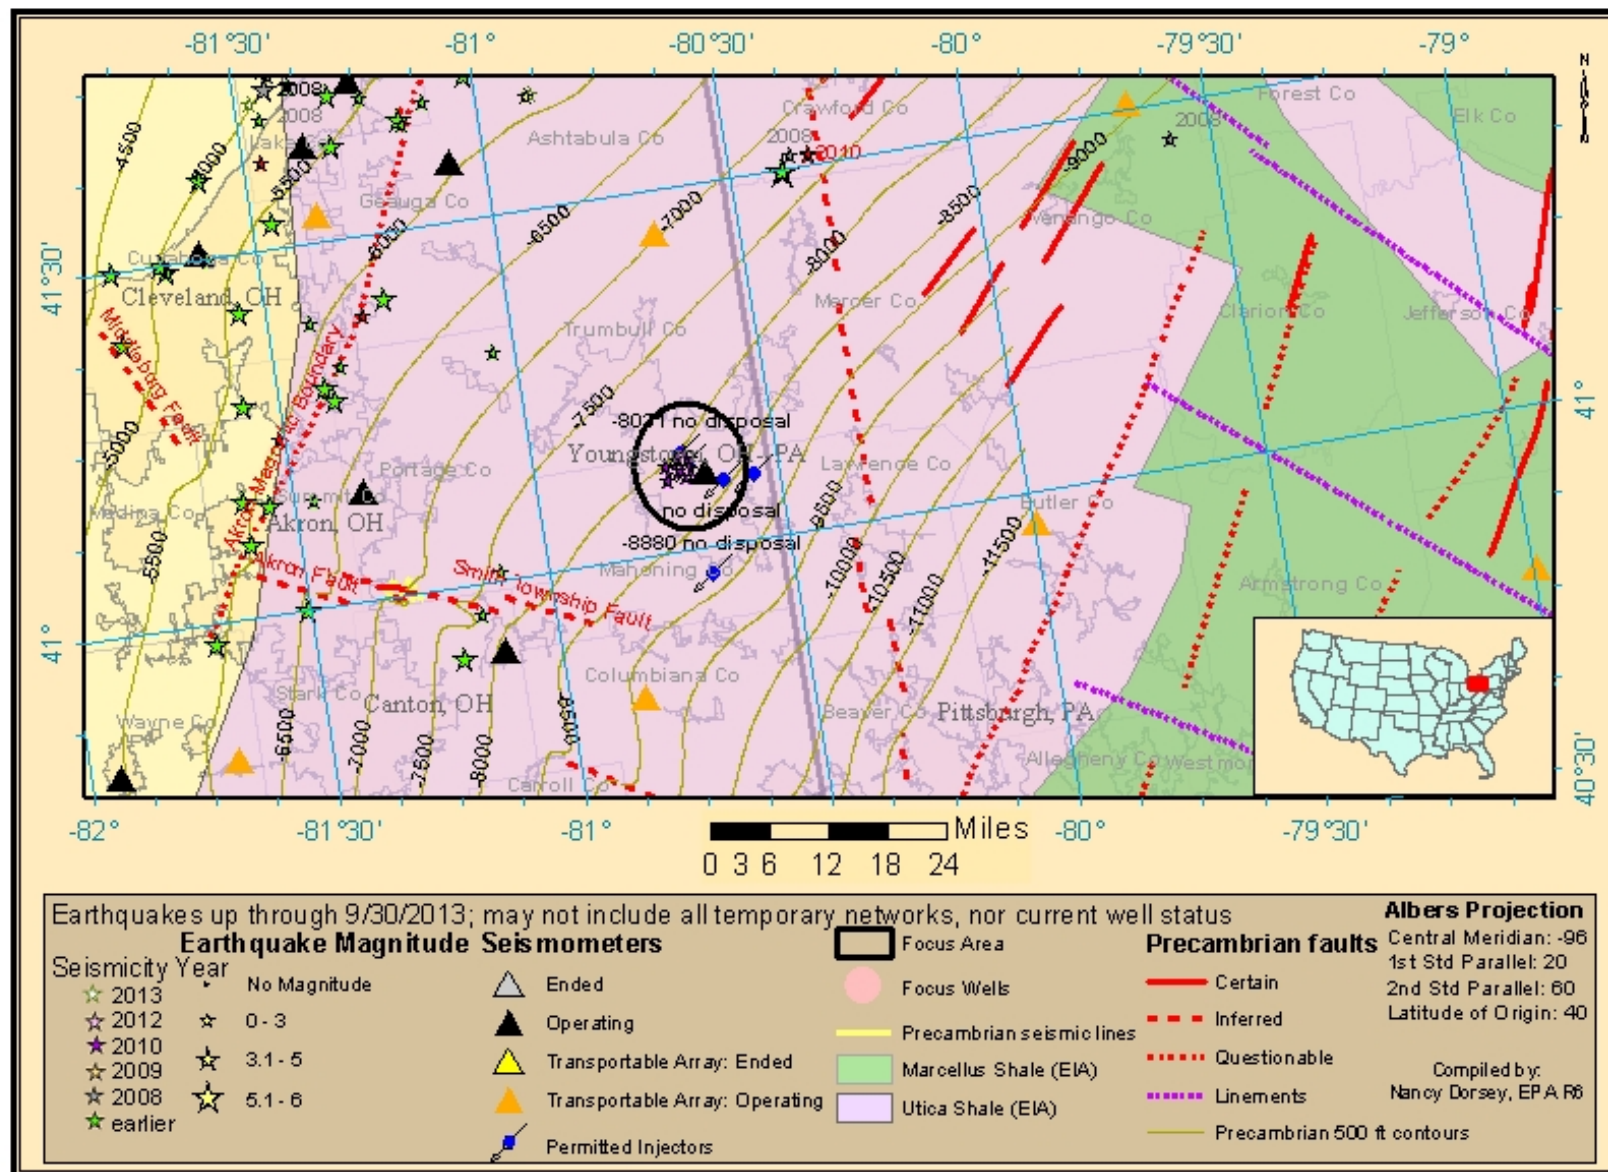 -81°30' -81° -80°30' -80° -79°30' -79°
N
2008
2008
Lake Co
Ashtabula Co
Crawford Co
2008
2010
Forest Co
2008
Elk Co
-4500
-5000
-5500
Geauga Co
-6000
-6500
-7000
-8000
-8500
-9000
Venango Co
Cuyahoga Co
41°30'
Cleveland, OH
Mercer Co
Clarion Co
Jefferson Co
Middleburg Fault
Trumbull Co
Akron Magnetic Boundary
-7500
41°
-5000
-8071 no disposal
Youngstown, OH--PA
Portage Co
Lawrence Co
Summit Co
Medina Co
Akron, OH
no disposal
-9500
Butler Co
-5500
-8880 no disposal
Mahoning Co
-10000
-10500
-11000
-11500
Akron Fault
Smith Township Fault
Armstrong Co
41°
Columbiana Co
Stark Co
Canton, OH
Beaver Co
Pittsburgh, PA
Wayne Co
-6500
-7000
-7500
-8000
Carroll Co
Allegheny Co
Westmor
40°30'
-82° -81°30' -81° -80° -79°30'
Miles
0 3 6 12 18 24
Earthquakes up through 9/30/2013; may not include all temporary networks, nor current well status
Seismicity Year
2013
2012
2010
2009
2008
earlier
Earthquake Magnitude
No Magnitude
0 - 3
3.1 - 5
5.1 - 6
Seismometers
Ended
Operating
Transportable Array: Ended
Transportable Array: Operating
Permitted Injectors
Focus Area
Focus Wells
Precambrian seismic lines
Marcellus Shale (EIA)
Utica Shale (EIA)
Precambrian faults
Certain
Inferred
Questionable
Linements
Precambrian 500 ft contours
Albers Projection
Central Meridian: -96
1st Std Parallel: 20
2nd Std Parallel: 60
Latitude of Origin: 40
Compiled by:
Nancy Dorsey, EPA R6